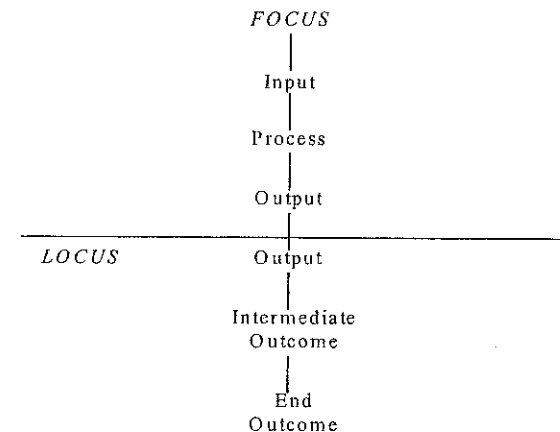 FOCUS
Input
Process
Output
LOCUS
Output
Intermediate
Outcome
End
Outcome